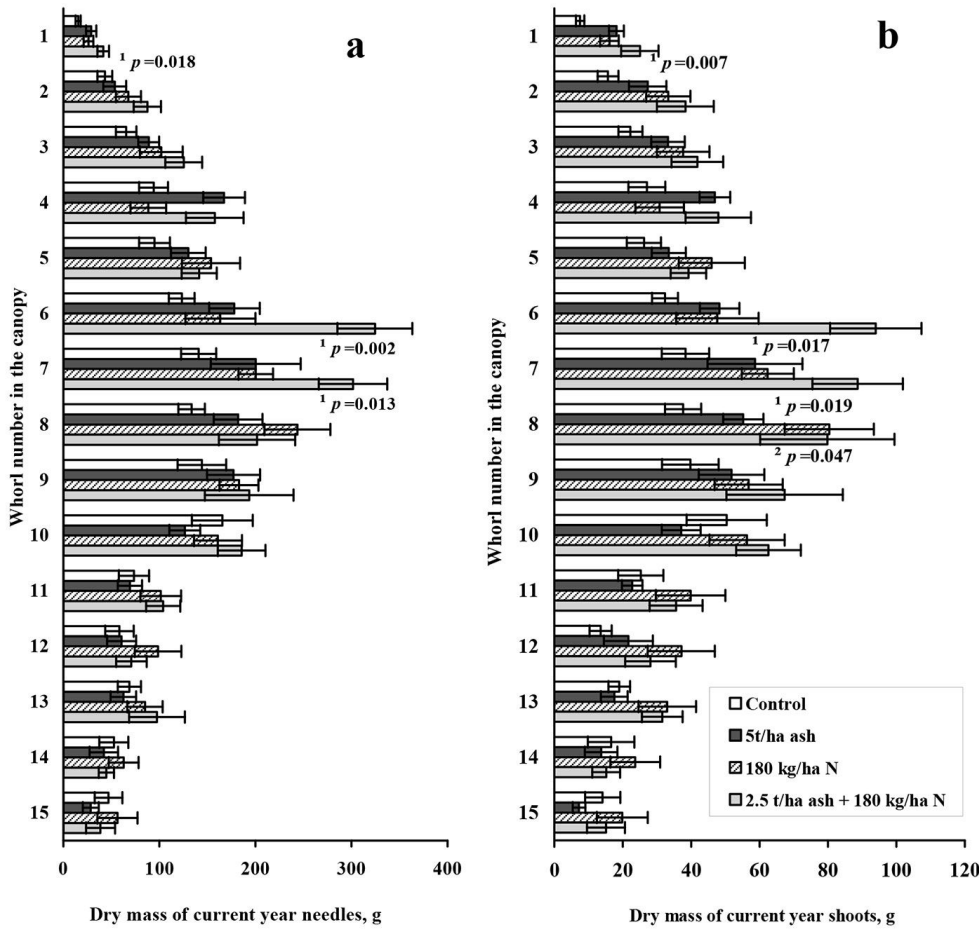 a
b
Whorl number in the canopy
1
2
3
4
5
6
7
8
9
10
11
12
13
14
15
¹ p=0.018
¹ p=0.002
¹ p=0.013
0 100 200 300 400
Dry mass of current year needles, g
Whorl number in the canopy
1
2
3
4
5
6
7
8
9
10
11
12
13
14
15
¹ p=0.007
¹ p=0.017
¹ p=0.019
² p=0.047
Control
5t/ha ash
180 kg/ha N
2.5 t/ha ash + 180 kg/ha N
0 20 40 60 80 100 120
Dry mass of current year shoots, g